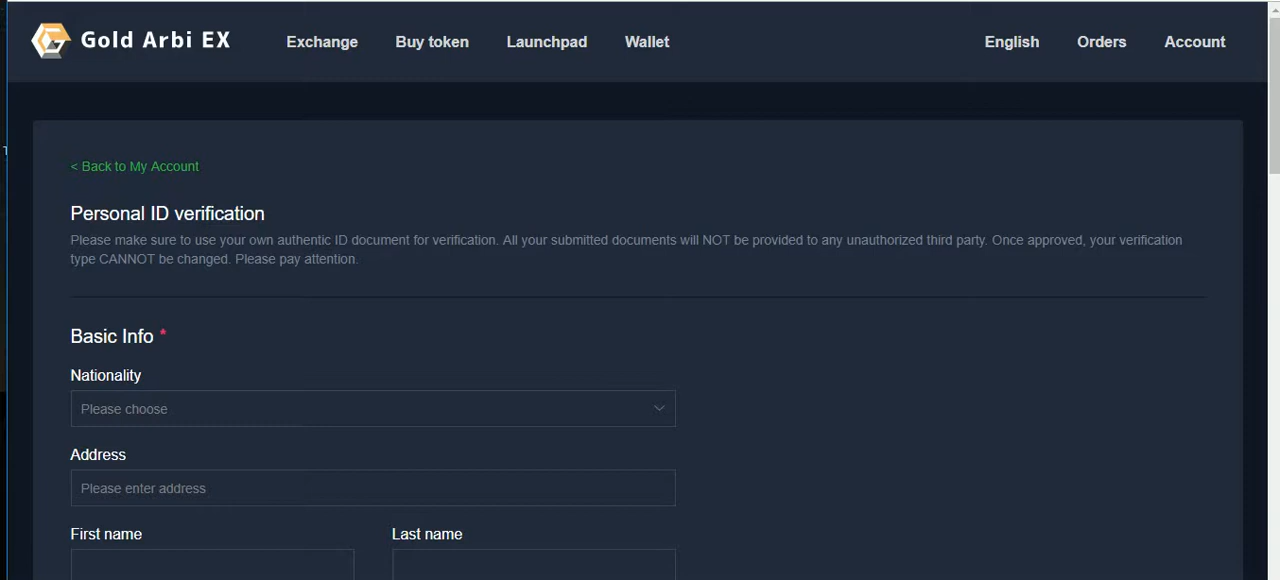 Gold Arbi EX
Exchange
Buy token
Launchpad
Wallet
English
Orders
Account
< Back to My Account
Personal ID verification
Please make sure to use your own authentic ID document for verification. All your submitted documents will NOT be provided to any unauthorized third party. Once approved, your verification
type CANNOT be changed. Please pay attention.
Basic Info *
Nationality
Please choose
Address
Please enter address
First name
Last name